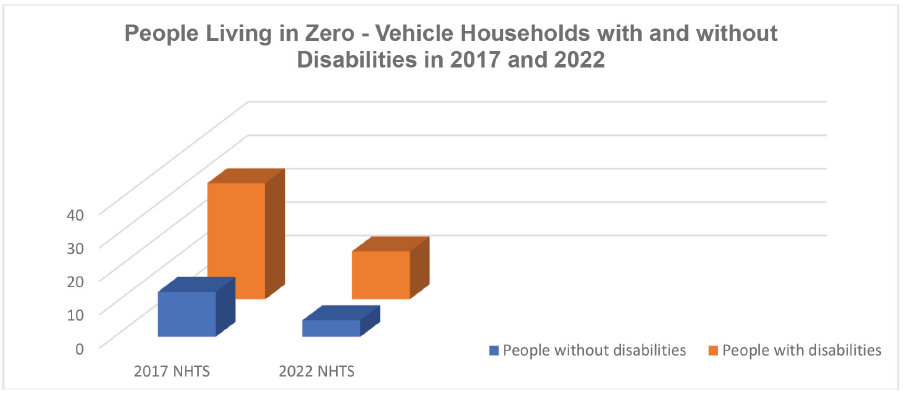 People Living in Zero - Vehicle Households with and without
Disabilities in 2017 and 2022
40
30
20
10
0
2017 NHTS
2022 NHTS
People without disabilities
People with disabilities